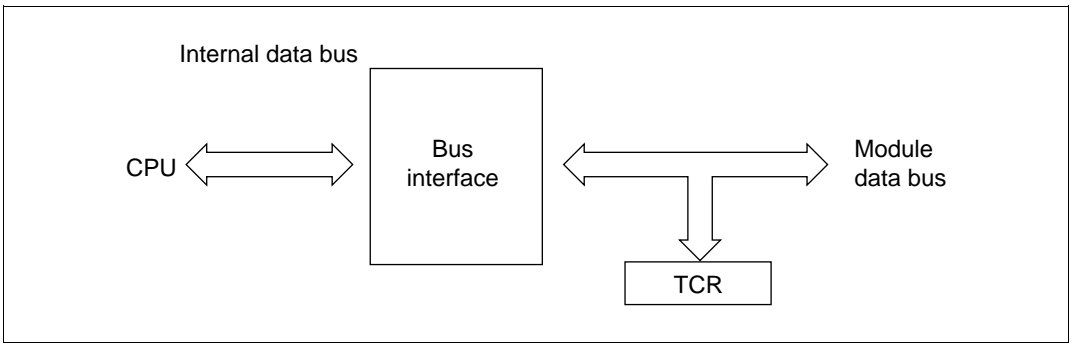 Internal data bus
CPU
Bus
interface
Module
data bus
TCR